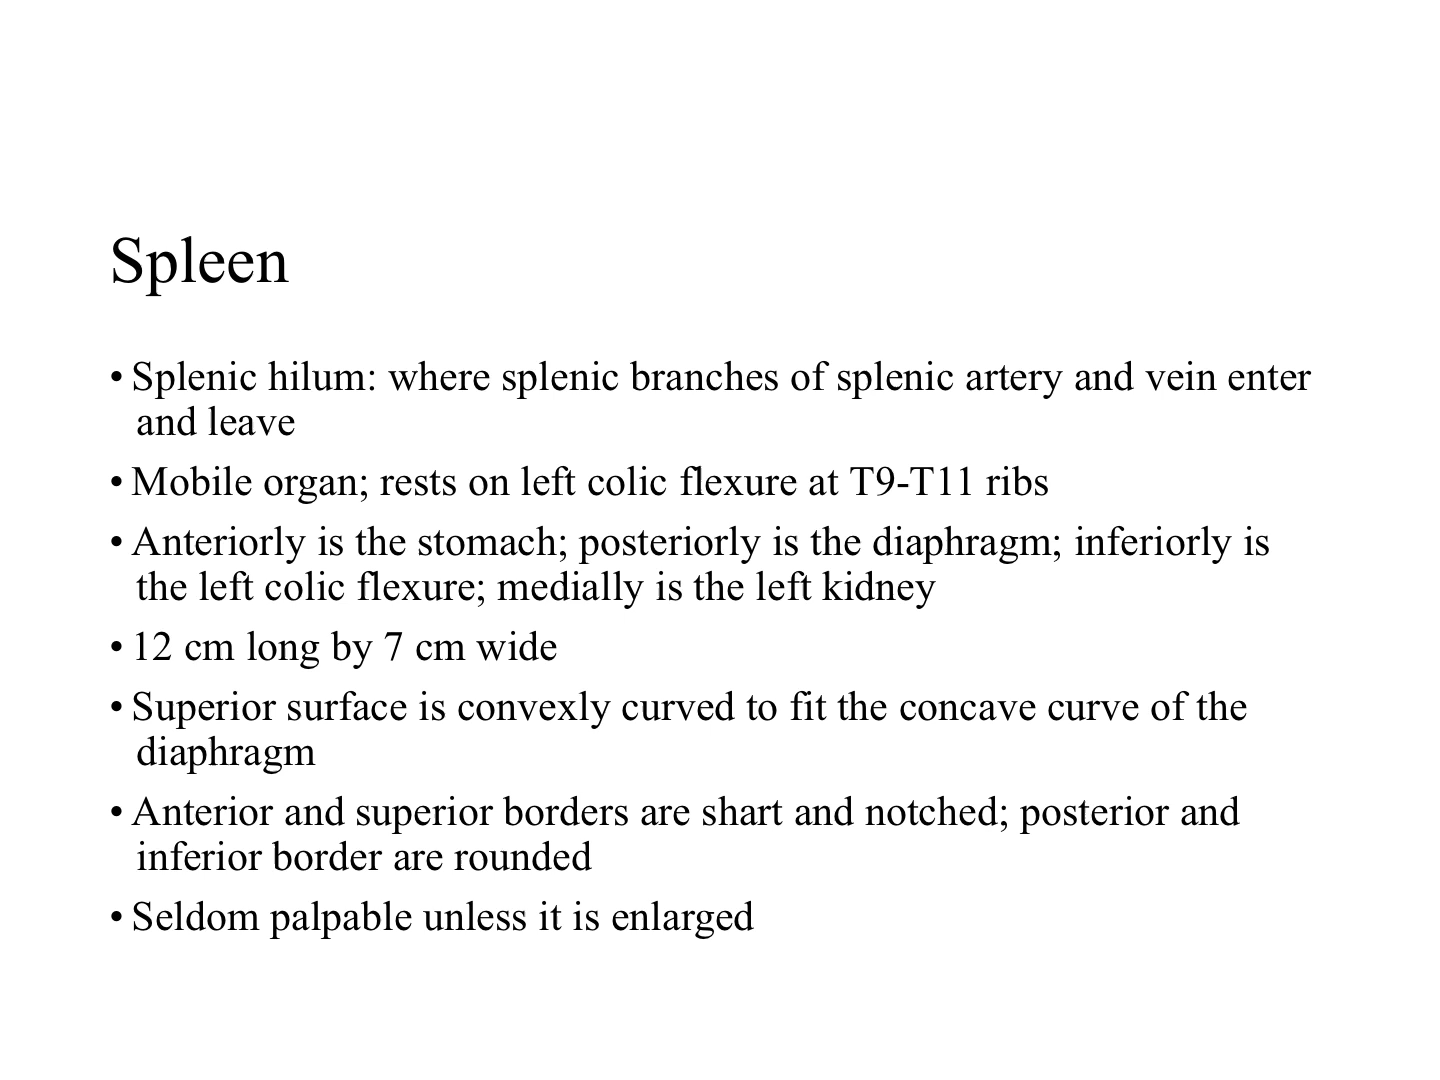 Spleen
• Splenic hilum: where splenic branches of splenic artery and vein enter
and leave
• Mobile organ; rests on left colic flexure at T9-T11 ribs
• Anteriorly is the stomach; posteriorly is the diaphragm; inferiorly is
the left colic flexure; medially is the left kidney
• 12 cm long by 7 cm wide
• Superior surface is convexly curved to fit the concave curve of the
diaphragm
• Anterior and superior borders are shart and notched; posterior and
inferior border are rounded
• Seldom palpable unless it is enlarged